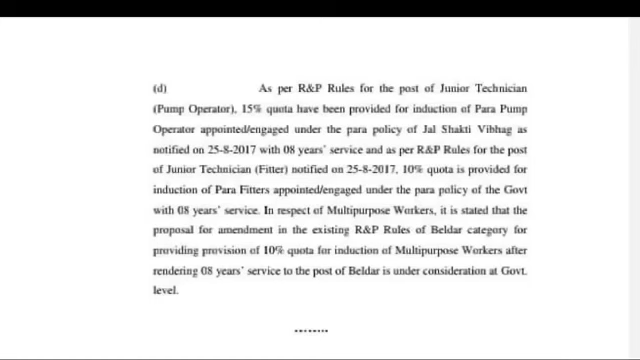 (d) As per R&P Rules for the post of Junior Technician
(Pump Operator), 15% quota have been provided for induction of Para Pump
Operator appointed/engaged under the para policy of Jal Shakti Vibhag as
notified on 25-8-2017 with 08 years' service and as per R&P Rules for the post
of Junior Technician (Fitter) notified on 25-8-2017, 10% quota is provided for
induction of Para Fitters appointed/engaged under the para policy of the Govt
with 08 years' service. In respect of Multipurpose Workers, it is stated that the
proposal for amendment in the existing R&P Rules of Beldar category for
providing provision of 10% quota for induction of Multipurpose Workers after
rendering 08 years' service to the post of Beldar is under consideration at Govt.
level.
********